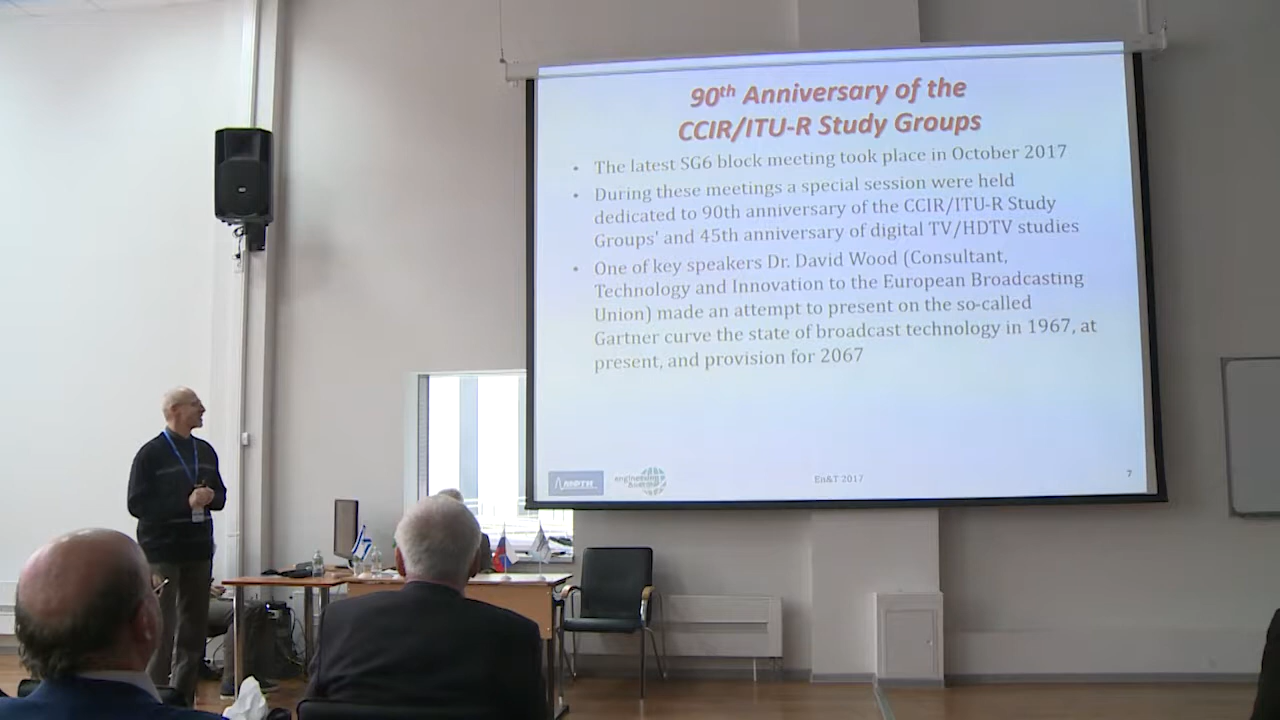 90th Anniversary of the
CCIR/ITU-R Study Groups
• The latest SG6 block meeting took place in October 2017
• During these meetings a special session were held
dedicated to 90th anniversary of the CCIR/ITU-R Study
Groups' and 45th anniversary of digital TV/HDTV studies
• One of key speakers Dr. David Wood (Consultant,
Technology and Innovation to the European Broadcasting
Union) made an attempt to present on the so-called
Gartner curve the state of broadcast technology in 1967, at
present, and provision for 2067
En&T 2017
7